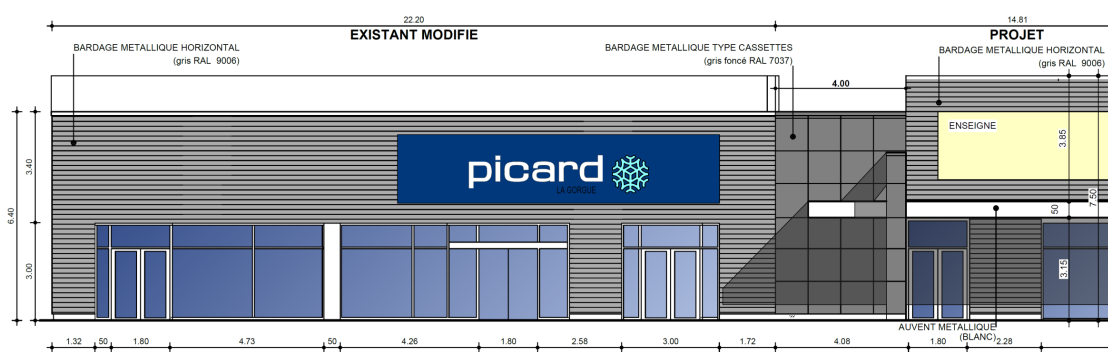 22.20
14.81
EXISTANT MODIFIE
PROJET
BARDAGE METALLIQUE HORIZONTAL
(gris RAL 9006)
BARDAGE METALLIQUE TYPE CASSETTES
(gris foncé RAL 7037)
BARDAGE METALLIQUE HORIZONTAL
(gris RAL 9006)
4.00
ENSEIGNE
picard
LA GORGUE
3.40
6.40
3.00
3.85
7.50
50
3.15
AUVENT METALLIQUE
(BLANC)
1.32 50 1.80 4.73 50 4.26 1.80 2.58 3.00 1.72 4.08 1.80 2.28